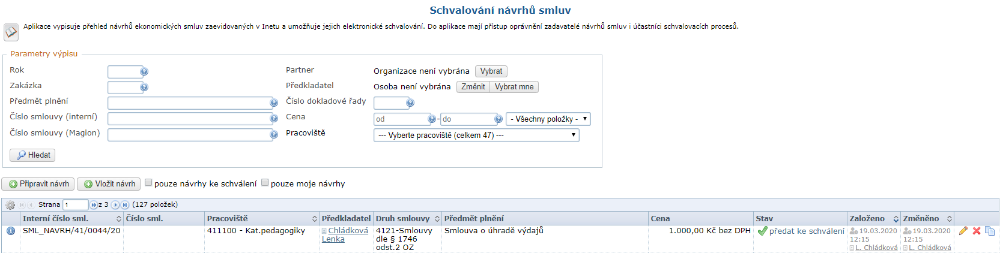 Schvalování návrhů smluv
Aplikace vypisuje přehled návrhů ekonomických smluv zaevidovaných v Inetu a umožňuje jejich elektronické schvalování. Do aplikace mají přístup oprávnění zadavatelé návrhů smluv i účastníci schvalovacích procesů.
Parametry výpisu
Rok
Partner Organizace není vybrána Vybrat
Zakázka
Předkladatel Osoba není vybrána Změnit Vybrat mne
Předmět plnění
Číslo dokladové řady
Číslo smlouvy (interní)
Cena od - do - Všechny položky -
Číslo smlouvy (Magion)
Pracoviště --- Vyberte pracoviště (celkem 47) ---
Hledat
Připravit návrh Vložit návrh pouze návrhy ke schválení pouze moje návrhy
Strana 1 z 3 (127 položek)
Interní číslo sml. Číslo sml. Pracoviště Předkladatel Druh smlouvy Předmět plnění Cena Stav Založeno Změněno
SML_NAVRH/41/0044/20 411100 - Kat.pedagogiky Chládková Lenka 4121-Smlouvy dle § 1746 odst.2 OZ Smlouva o úhradě výdajů 1.000,00 Kč bez DPH předat ke schválení 19.03.2020 12:15 L. Chládková 19.03.2020 12:15 L. Chládková